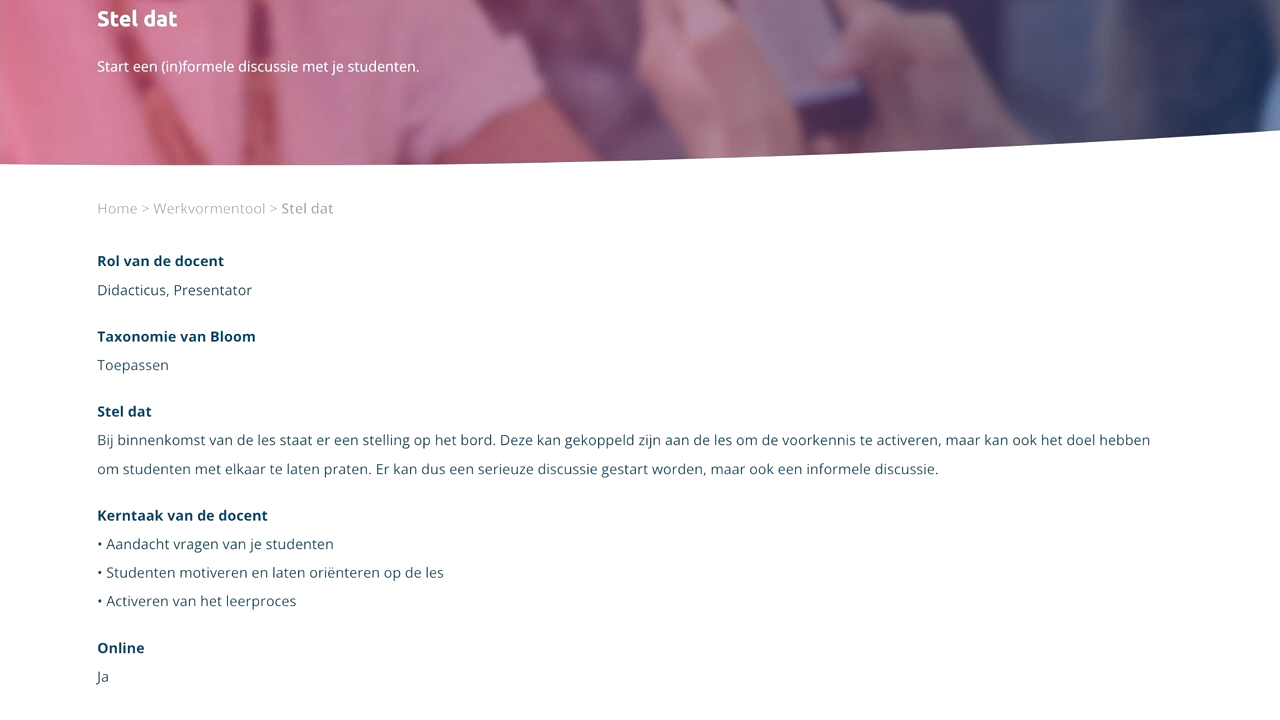 Stel dat
Start een (in)formele discussie met je studenten.
Home > Werkvormentool > Stel dat
Rol van de docent
Didacticus, Presentator
Taxonomie van Bloom
Toepassen
Stel dat
Bij binnenkomst van de les staat er een stelling op het bord. Deze kan gekoppeld zijn aan de les om de voorkennis te activeren, maar kan ook het doel hebben
om studenten met elkaar te laten praten. Er kan dus een serieuze discussie gestart worden, maar ook een informele discussie.
Kerntaak van de docent
• Aandacht vragen van je studenten
• Studenten motiveren en laten oriënteren op de les
• Activeren van het leerproces
Online
Ja